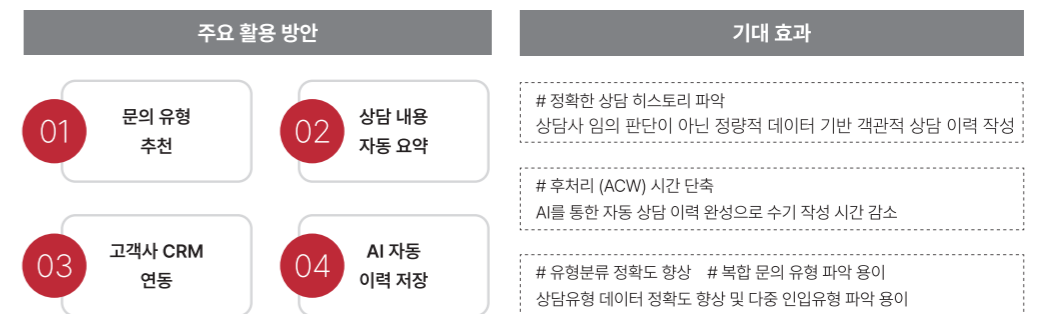 주요 활용 방안
01
문의 유형
추천
02
상담 내용
자동 요약
03
고객사 CRM
연동
04
AI 자동
이력 저장
기대 효과
# 정확한 상담 히스토리 파악
상담사 임의 판단이 아닌 정량적 데이터 기반 객관적 상담 이력 작성
# 후처리 (ACW) 시간 단축
AI를 통한 자동 상담 이력 완성으로 수기 작성 시간 감소
# 유형분류 정확도 향상 # 복합 문의 유형 파악 용이
상담유형 데이터 정확도 향상 및 다중 인입유형 파악 용이